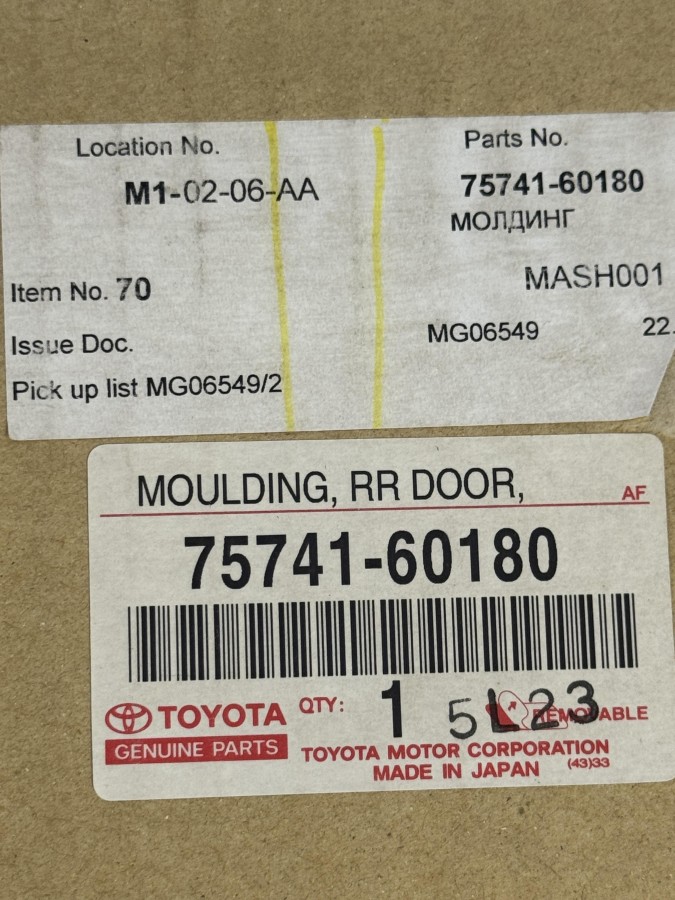 Location No.
M1-02-06-AA
Parts No.
75741-60180
МОЛДИНГ
Item No. 70
MASH001
Issue Doc.
MG06549
22.
Pick up list MG06549/2
MOULDING, RR DOOR,
AF
75741-60180
TOYOTA
QTY: 1
5L23
REMOVABLE
GENUINE PARTS
TOYOTA MOTOR CORPORATION
MADE IN JAPAN
(43)33